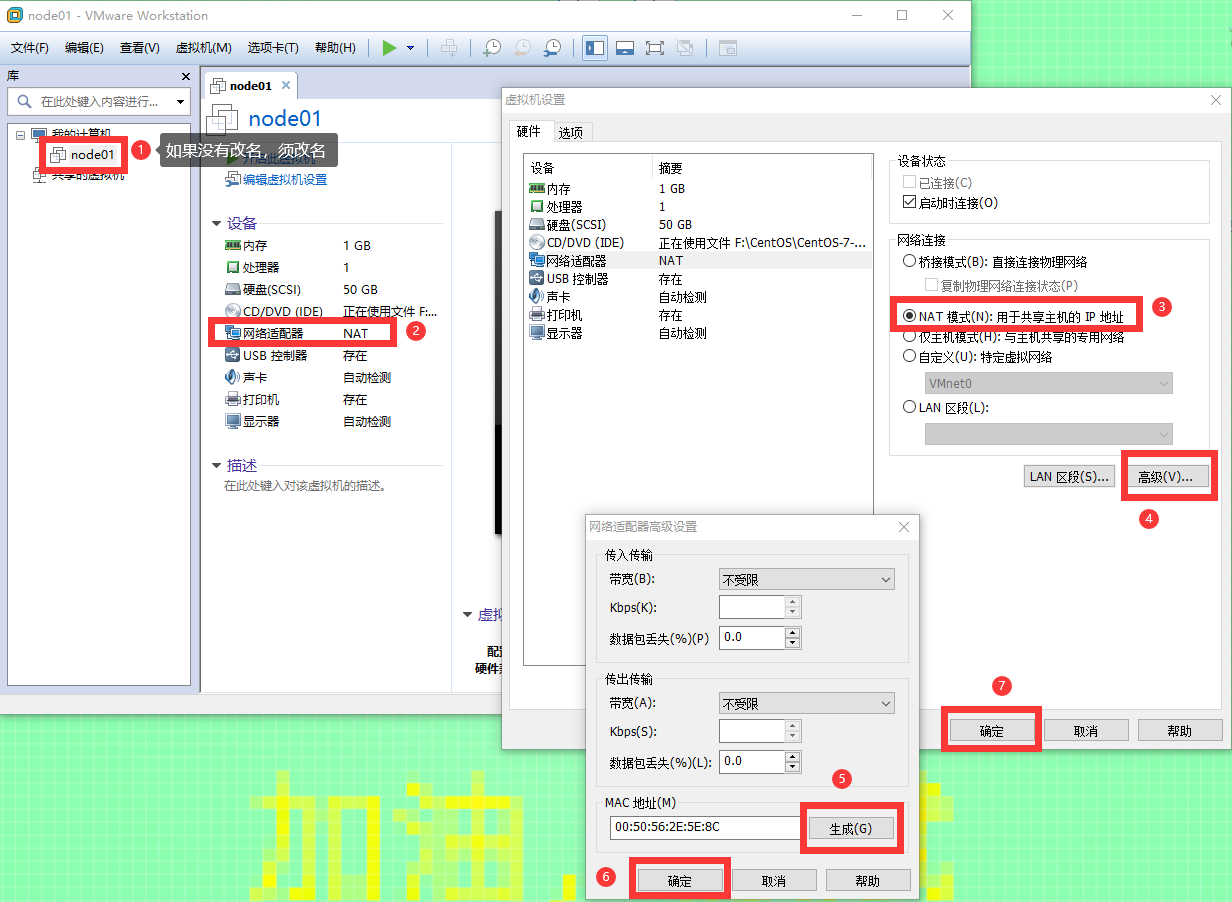 node01 - VMware Workstation
文件(F) 编辑(E) 查看(V) 虚拟机(M) 选项卡(T) 帮助(H)
库
在此处键入内容进行...
我的计算机
node01
共享的虚拟机
1
如果没有改名，须改名
node01
node01
开启此虚拟机
编辑虚拟机设置
设备
内存 1 GB
处理器 1
硬盘(SCSI) 50 GB
CD/DVD (IDE) 正在使用文件 F:...
网络适配器 NAT
2
USB 控制器 存在
声卡 自动检测
打印机 存在
显示器 自动检测
描述
在此处键入对该虚拟机的描述。
虚拟机设置
硬件 选项
设备 摘要
内存 1 GB
处理器 1
硬盘(SCSI) 50 GB
CD/DVD (IDE) 正在使用文件 F:\CentOS\CentOS-7-...
网络适配器 NAT
USB 控制器 存在
声卡 自动检测
打印机 存在
显示器 自动检测
设备状态
已连接(C)
启动时连接(O)
网络连接
桥接模式(B): 直接连接物理网络
复制物理网络连接状态(P)
NAT 模式(N): 用于共享主机的 IP 地址
3
仅主机模式(H): 与主机共享的专用网络
自定义(U): 特定虚拟网络
VMnet0
LAN 区段(L):
LAN 区段(S)... 高级(V)...
4
7
确定 取消 帮助
网络适配器高级设置
传入传输
带宽(B): 不受限
Kbps(K):
数据包丢失(%)(P) 0.0
传出传输
带宽(A): 不受限
Kbps(S):
数据包丢失(%)(L): 0.0
5
MAC 地址(M)
00:50:56:2E:5E:8C 生成(G)
6
确定 取消 帮助
加油